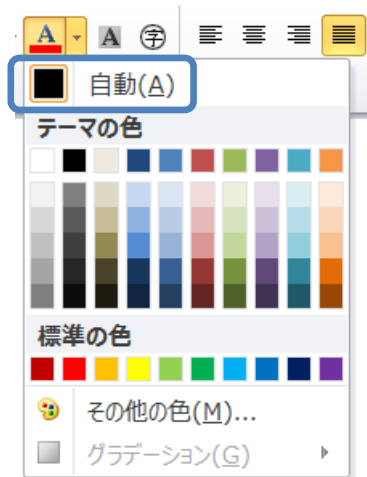 A A 字
自動(A)
テーマの色
標準の色
その他の色(M)...
グラデーション(G)